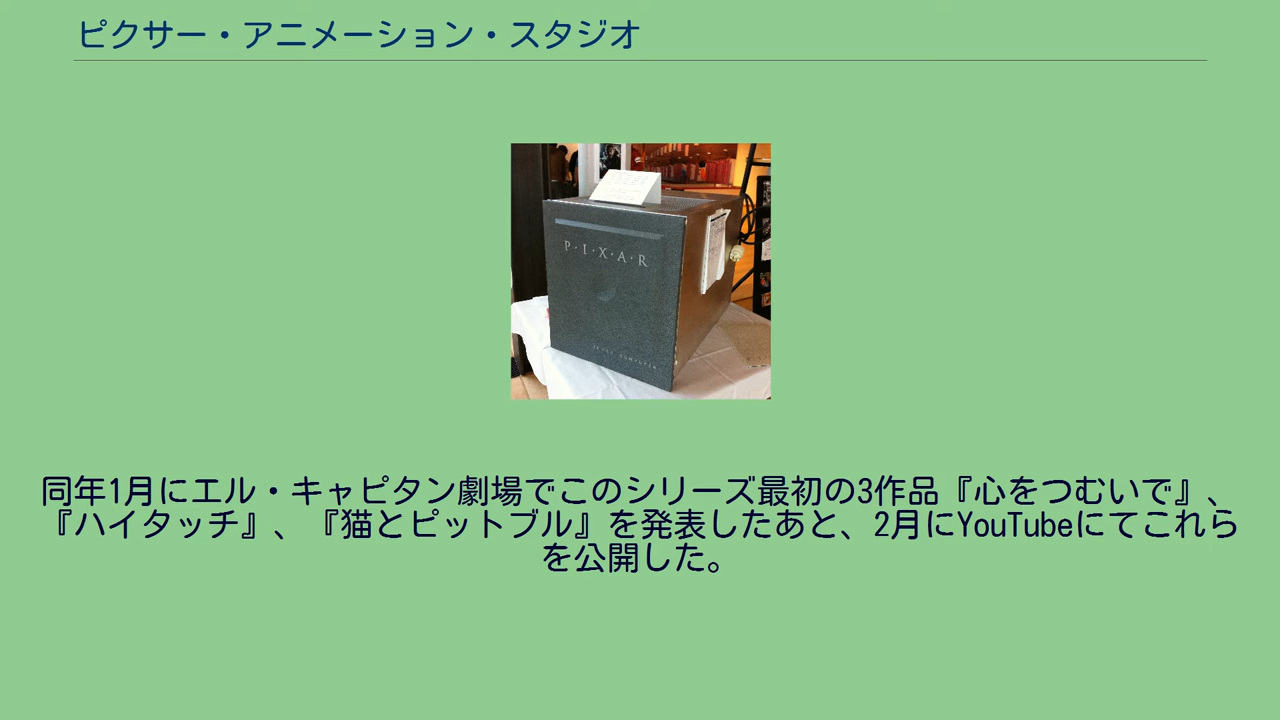 ピクサー・アニメーション・スタジオ
P·I·X·A·R
同年1月にエル・キャピタン劇場でこのシリーズ最初の3作品『心をつむいで』、
『ハイタッチ』、『猫とピットブル』を発表したあと、2月にYouTubeにてこれら
を公開した。